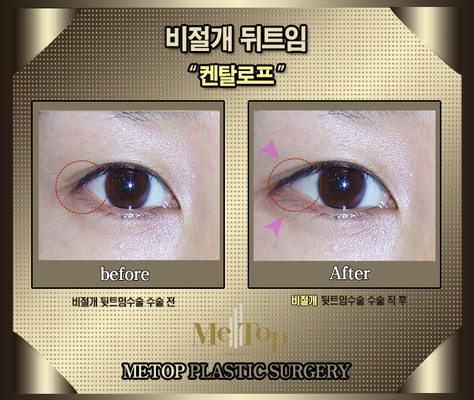 비절개 뒤트임
“켄탈로프”
before
After
비절개 뒷트임수술 수술 전
비절개 뒷트임수술 수술 직 후
MeTop
METOP PLASTIC SURGERY